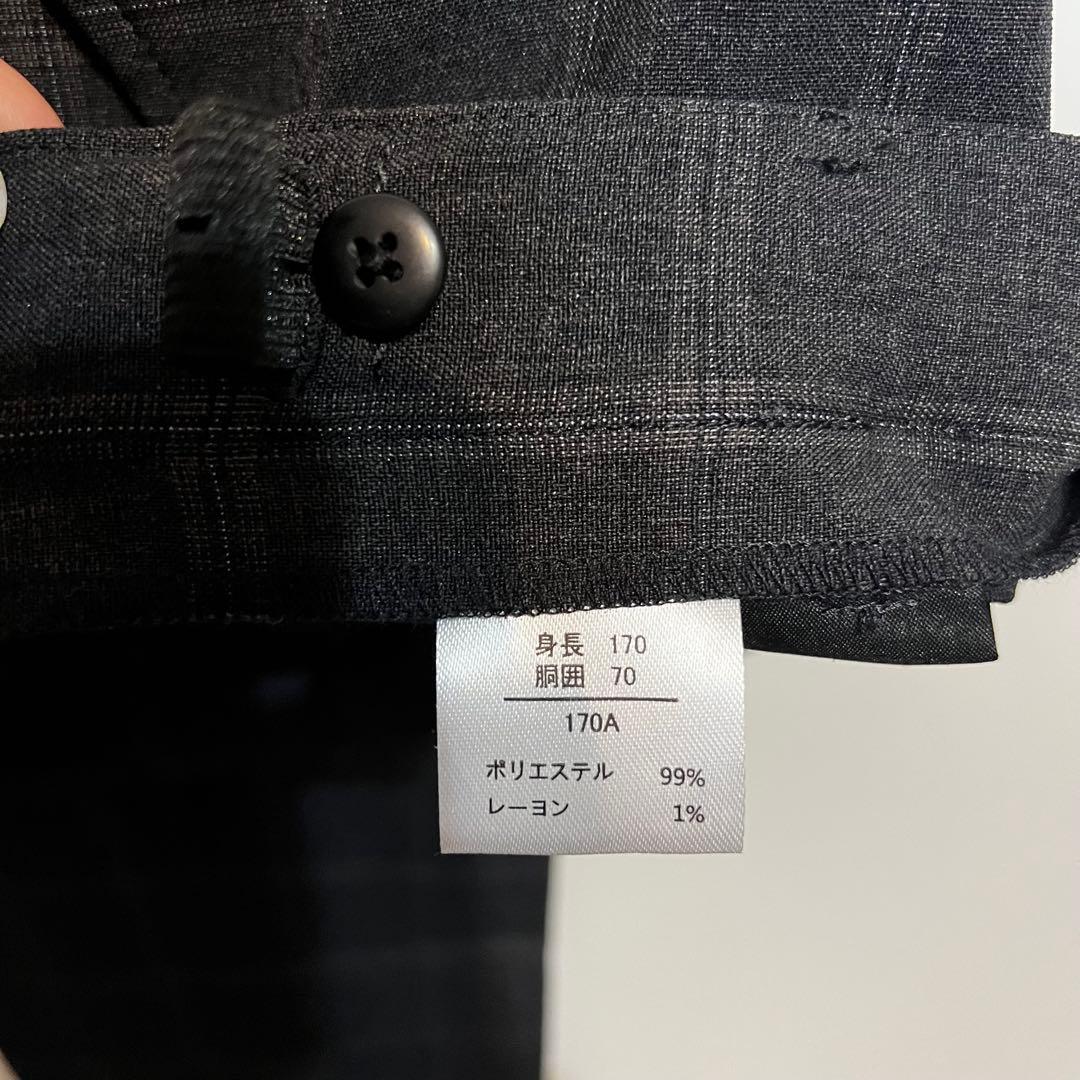 身長 170
胴囲 70
170A
ポリエステル 99%
レーヨン 1%